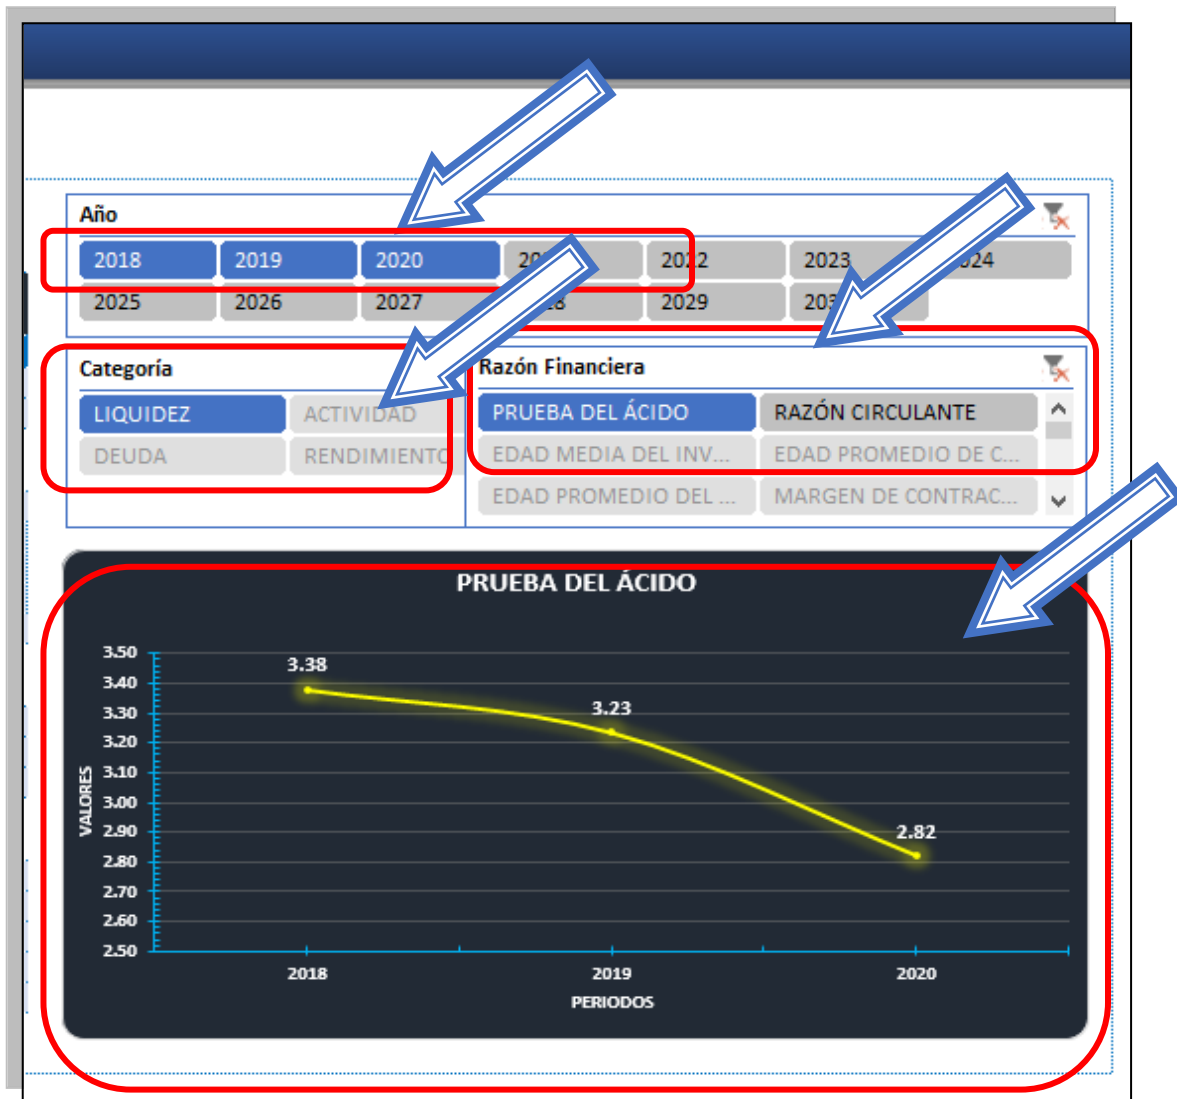 Año
2018 2019 2020 2022 2023
2025 2026 2027 2029
Categoría
LIQUIDEZ ACTIVIDAD
DEUDA RENDIMIENTO
Razón Financiera
PRUEBA DEL ÁCIDO RAZÓN CIRCULANTE
EDAD MEDIA DEL INV... EDAD PROMEDIO DE C...
EDAD PROMEDIO DEL ... MARGEN DE CONTRAC...
PRUEBA DEL ÁCIDO
VALORES
3.50
3.40
3.30
3.20
3.10
3.00
2.90
2.80
2.70
2.60
2.50
3.38
3.23
2.82
2018 2019 2020
PERIODOS